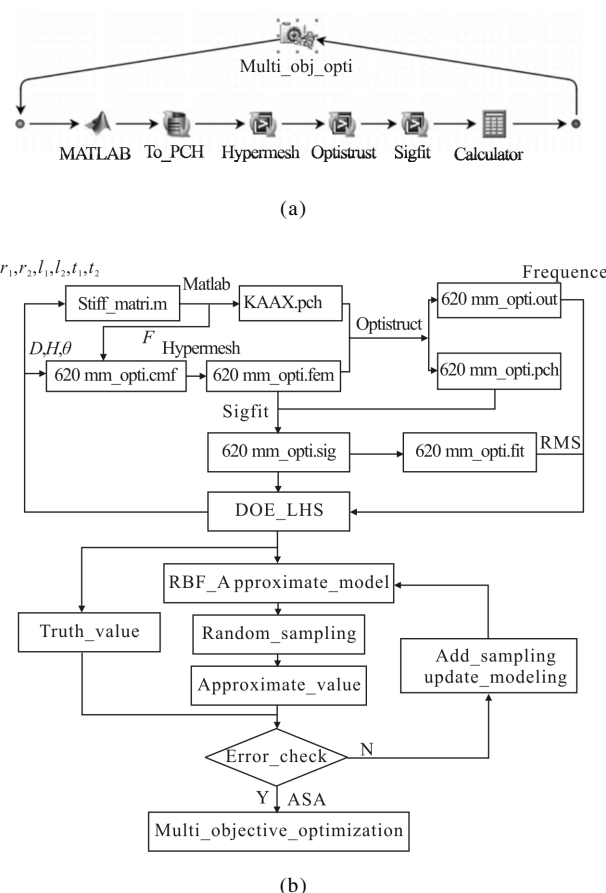 Multi_obj_opti
MATLAB To_PCH Hypermesh Optistrust Sigfit Calculator
(a)
r1,r2,l1,l2,t1,t2
Frequence
Matlab
Stiff_matri.m
KAAX.pch
620 mm_opti.out
Optistruct
F
D,H,θ
Hypermesh
620 mm_opti.cmf
620 mm_opti.fem
620 mm_opti.pch
Sigfit
620 mm_opti.sig
620 mm_opti.fit
RMS
DOE_LHS
RBF_Approximate_model
Truth_value
Random_sampling
Add_sampling
update_modeling
Approximate_value
Error_check
N
Y ASA
Multi_objective_optimization
(b)